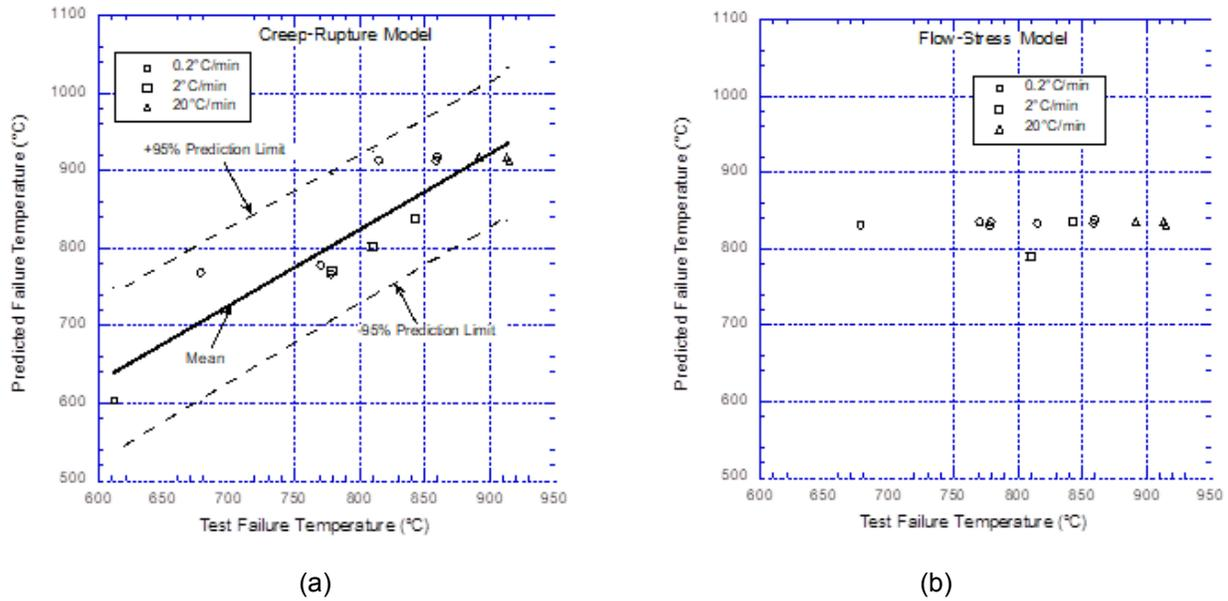 Creep-Rupture Model
0.2°C/min
2°C/min
20°C/min
+95% Prediction Limit
-95% Prediction Limit
Mean
Predicted Failure Temperature (°C)
1100
1000
900
800
700
600
500
600 650 700 750 800 850 900 950
Test Failure Temperature (°C)
(a)
Flow-Stress Model
0.2°C/min
2°C/min
20°C/min
Predicted Failure Temperature (°C)
1100
1000
900
800
700
600
500
600 650 700 750 800 850 900 950
Test Failure Temperature (°C)
(b)